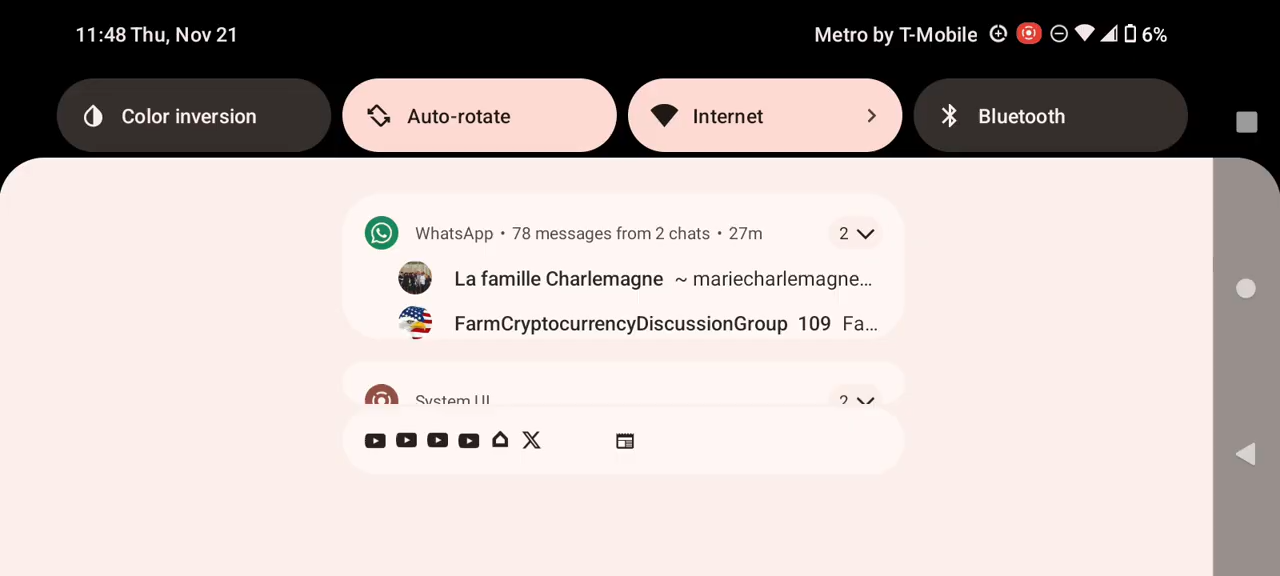 11:48 Thu, Nov 21
Metro by T-Mobile 6%
Color inversion
Auto-rotate
Internet
Bluetooth
WhatsApp • 78 messages from 2 chats • 27m 2
La famille Charlemagne ~ mariecharlemagne…
FarmCryptocurrencyDiscussionGroup 109 Fa…
System UI 2